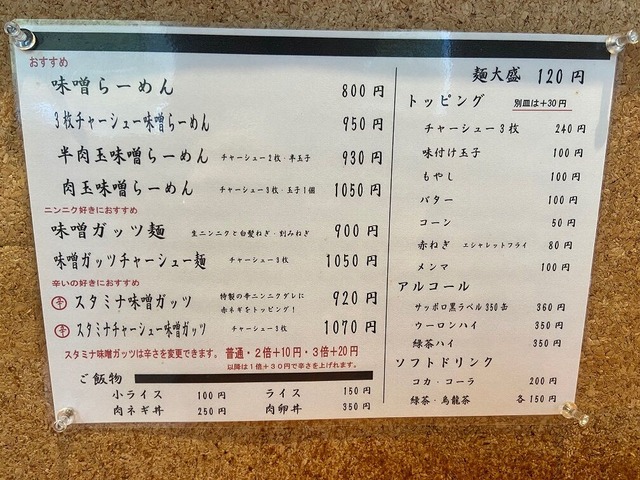 おすすめ
味噌らーめん 800円
3枚チャーシュー味噌らーめん 950円
半肉玉味噌らーめん チャーシュー2枚・半玉子 930円
肉玉味噌らーめん チャーシュー3枚・玉子1個 1050円
ニンニク好きにおすすめ
味噌ガッツ麺 生ニンニクと白髪ねぎ・刻みねぎ 900円
味噌ガッツチャーシュー麺 チャーシュー3枚 1050円
辛いの好きにおすすめ
辛 スタミナ味噌ガッツ 特製の辛ニンニクダレに 920円
赤ネギをトッピング!
辛 スタミナチャーシュー味噌ガッツ チャーシュー3枚 1070円
スタミナ味噌ガッツは辛さを変更できます。 普通・2倍+10円・3倍+20円
以降は1倍+30円で辛さを上げれます。
ご飯物
小ライス 100円 ライス 150円
肉ネギ丼 250円 肉卵丼 350円
麺大盛 120円
トッピング 別皿は+30円
チャーシュー3枚 240円
味付け玉子 100円
もやし 100円
バター 100円
コーン 50円
赤ねぎ エシャレットフライ 80円
メンマ 100円
アルコール
サッポロ黒ラベル350缶 360円
ウーロンハイ 350円
緑茶ハイ 350円
ソフトドリンク
コカ・コーラ 200円
緑茶・烏龍茶 各150円